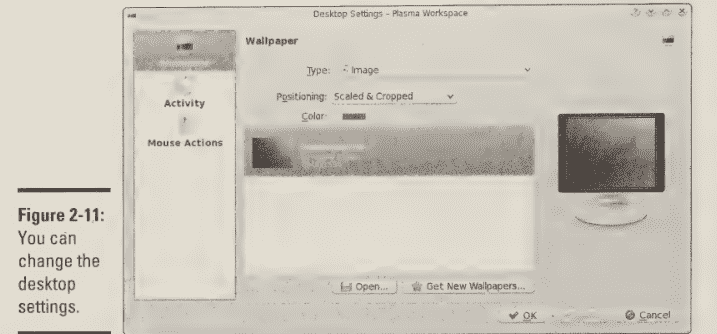 Desktop Settings – Plasma Workspace
Wallpaper
Type: Image
Positioning: Scaled & Cropped
Color:
Activity
Mouse Actions
Open...
Get New Wallpapers...
OK
Cancel
Figure 2-11:
You can
change the
desktop
settings.